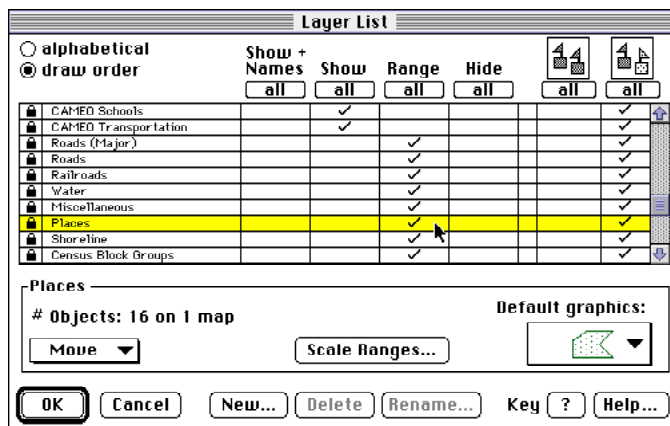 Layer List
alphabetical
draw order
Show + Names Show Range Hide
all all all all all all
CAMEO Schools
CAMEO Transportation
Roads (Major)
Roads
Railroads
Water
Miscellaneous
Places
Shoreline
Census Block Groups
Places
# Objects: 16 on 1 map
Default graphics:
Move
Scale Ranges...
OK Cancel New... Delete Rename... Key ? Help...